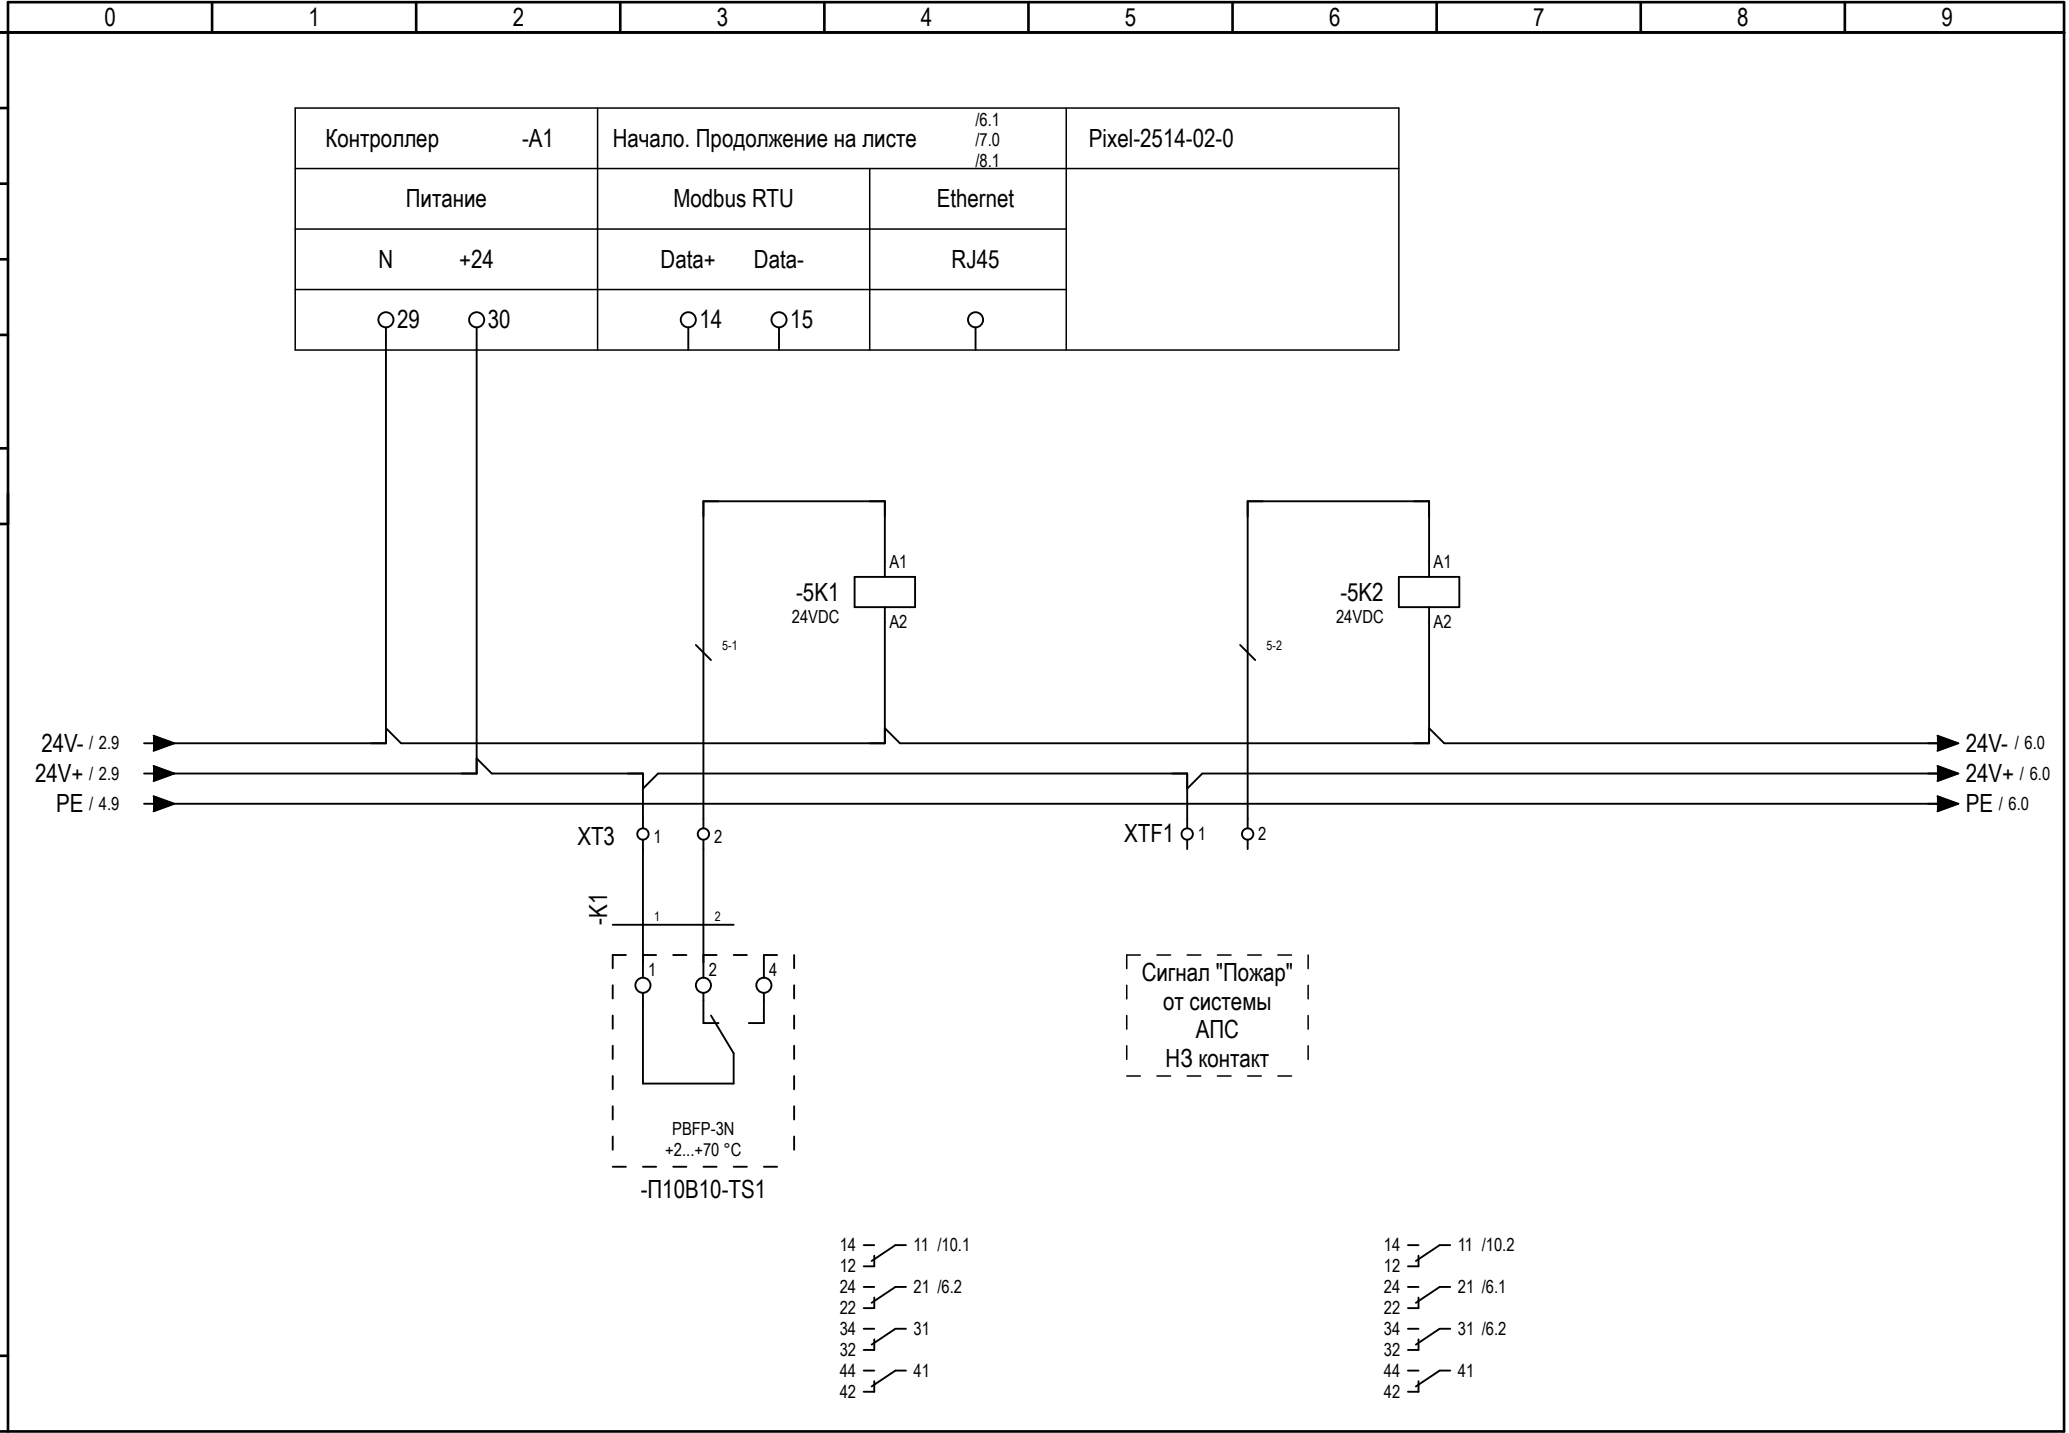 0 1 2 3 4 5 6 7 8 9
Контроллер -A1 Начало. Продолжение на листе /6.1 Pixel-2514-02-0
/7.0
/8.1
Питание Modbus RTU Ethernet
N +24 Data+ Data- RJ45
29 30 14 15
A1 A1
-5K1 -5K2
24VDC 24VDC
A2 A2
5-1 5-2
24V- / 2.9 24V- / 6.0
24V+ / 2.9 24V+ / 6.0
PE / 4.9 PE / 6.0
XT3 1 2 XTF1 1 2
-K1 1 2
1 2 4
Сигнал "Пожар"
от системы
АПС
НЗ контакт
PBFP-3N
+2...+70 °C
-П10В10-TS1
14 11 /10.1
12
24 21 /6.2
22
34 31
32
44 41
42
14 11 /10.2
12
24 21 /6.1
22
34 31 /6.2
32
44 41
42